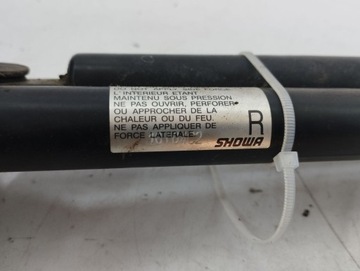 L'INTERIEUR ETANT
MAINTENU SOUS PRESSION
NE PAS OUVRIR, PERFORER
OU APPROCHER DE LA
CHALEUR OU DU FEU.
NE PAS APPLIQUER DE
FORCE LATERALE.
R
SHOWA